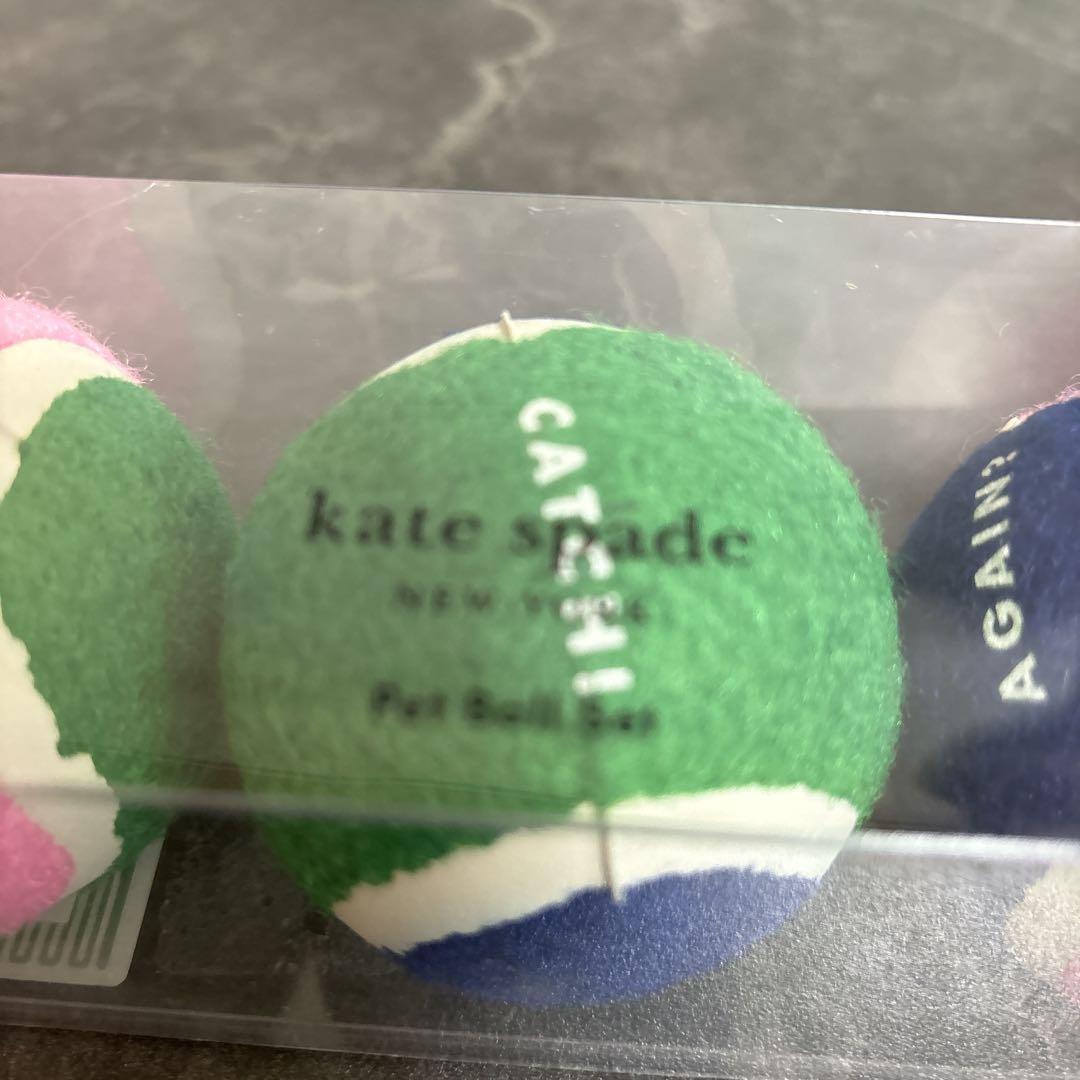 kate spade
NEW YORK
Pet Ball Set
CATCH!
AGAIN?